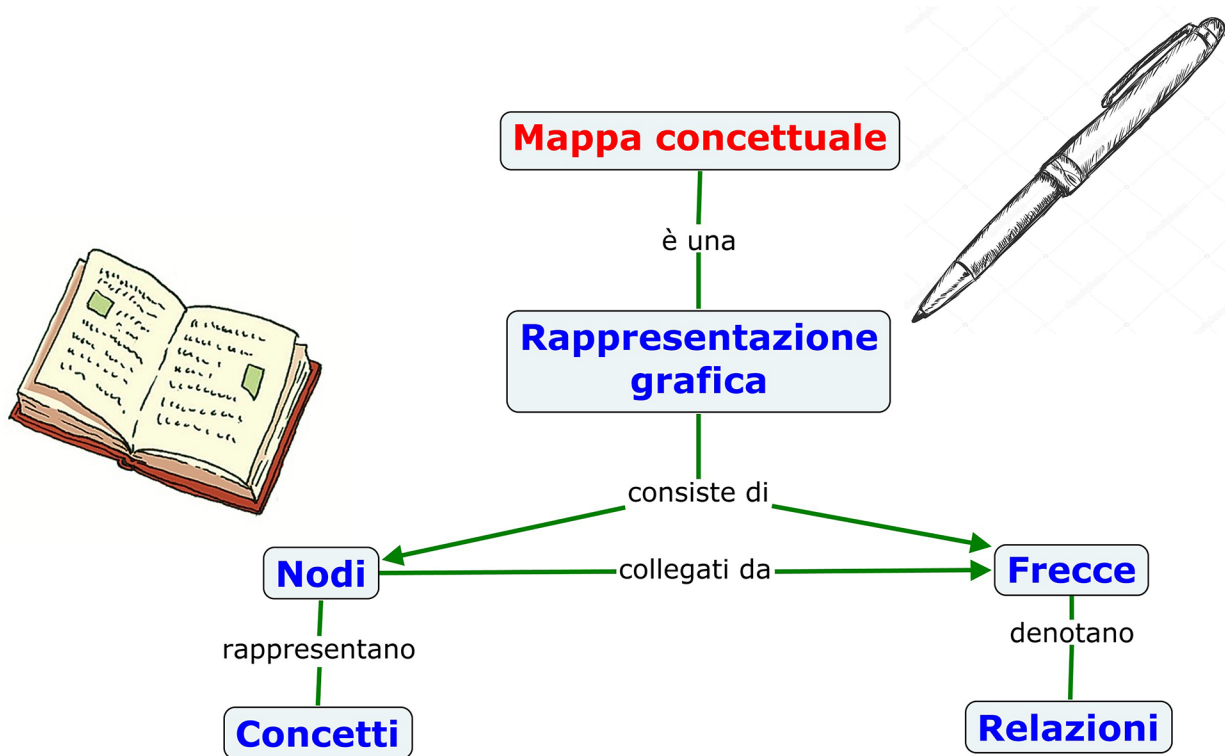 Mappa concettuale
è una
Rappresentazione
grafica
consiste di
Nodi
collegati da
Frecce
rappresentano
denotano
Concetti
Relazioni